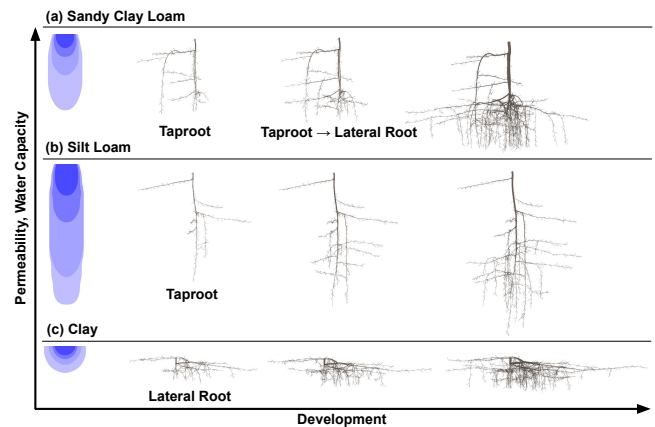 (a) Sandy Clay Loam
Taproot
Taproot → Lateral Root
(b) Silt Loam
Taproot
(c) Clay
Lateral Root
Permeability, Water Capacity
Development